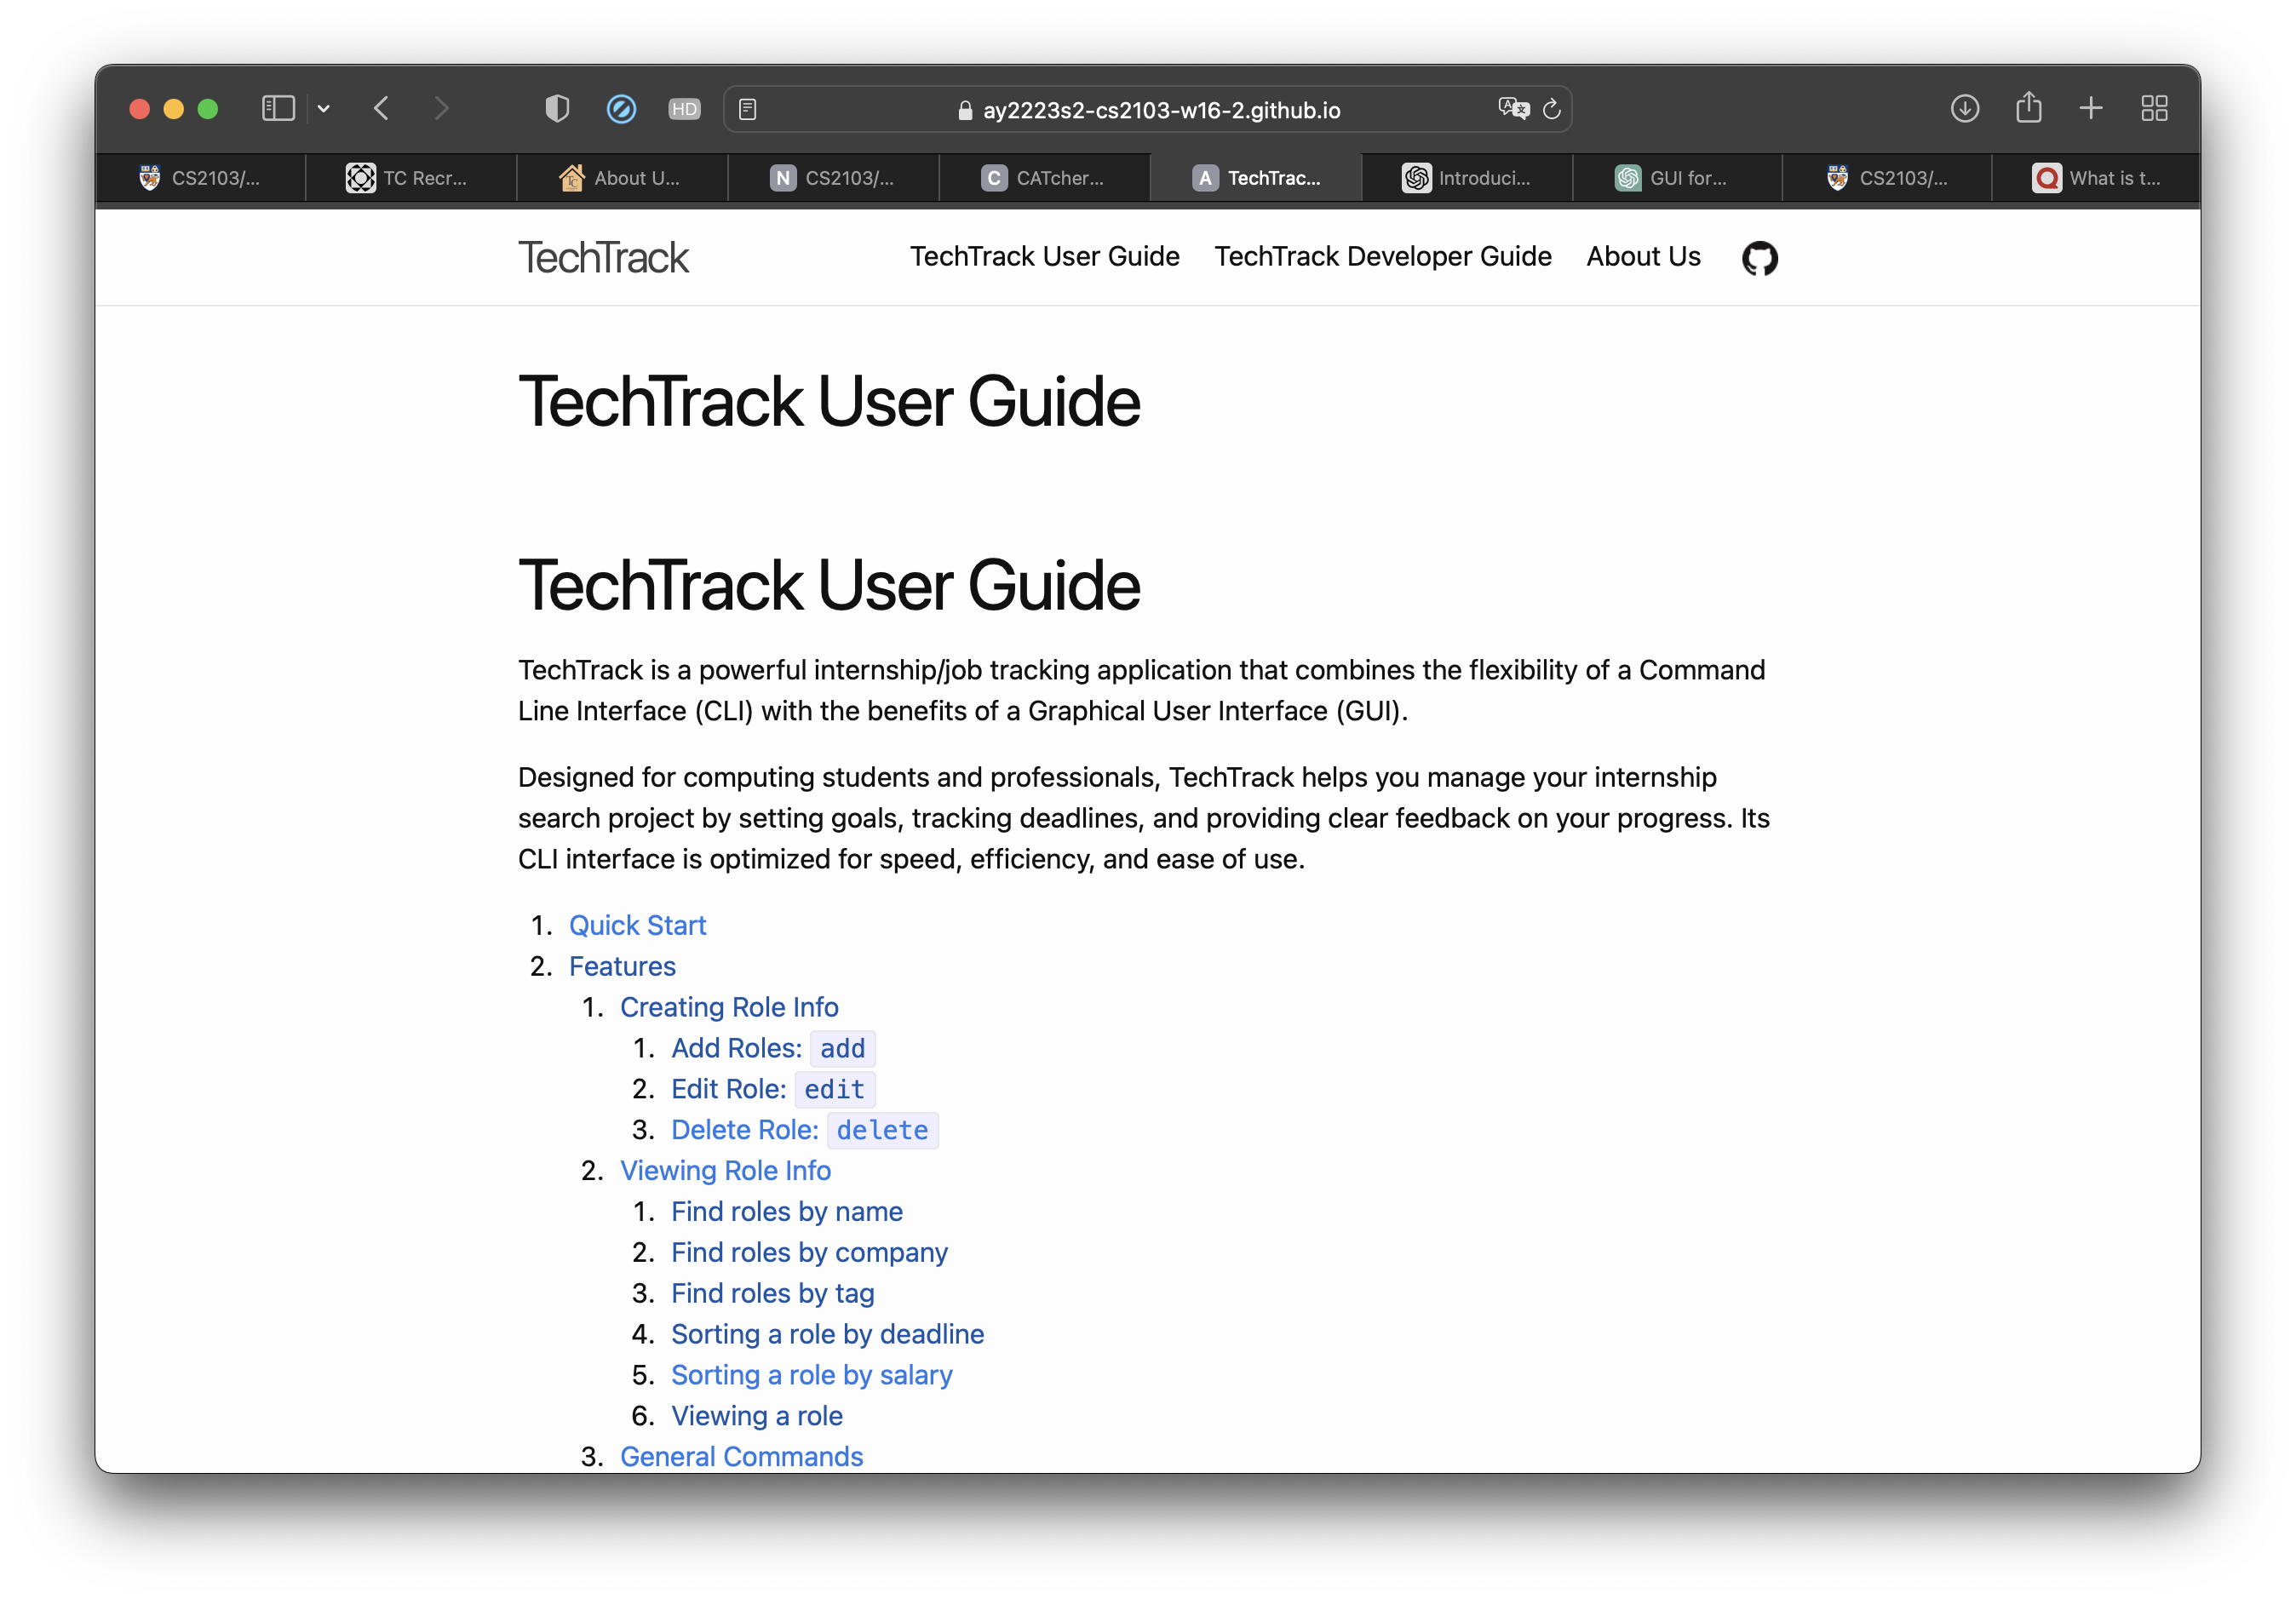 HD
ay2223s2-cs2103-w16-2.github.io
CS2103/...
TC Recr...
About U...
N CS2103/...
C CATcher...
A TechTrac...
Introduci...
GUI for...
CS2103/...
What is t...
TechTrack
TechTrack User Guide
TechTrack Developer Guide
About Us
TechTrack User Guide
TechTrack User Guide
TechTrack is a powerful internship/job tracking application that combines the flexibility of a Command
Line Interface (CLI) with the benefits of a Graphical User Interface (GUI).
Designed for computing students and professionals, TechTrack helps you manage your internship
search project by setting goals, tracking deadlines, and providing clear feedback on your progress. Its
CLI interface is optimized for speed, efficiency, and ease of use.
1. Quick Start
2. Features
1. Creating Role Info
1. Add Roles: add
2. Edit Role: edit
3. Delete Role: delete
2. Viewing Role Info
1. Find roles by name
2. Find roles by company
3. Find roles by tag
4. Sorting a role by deadline
5. Sorting a role by salary
6. Viewing a role
3. General Commands